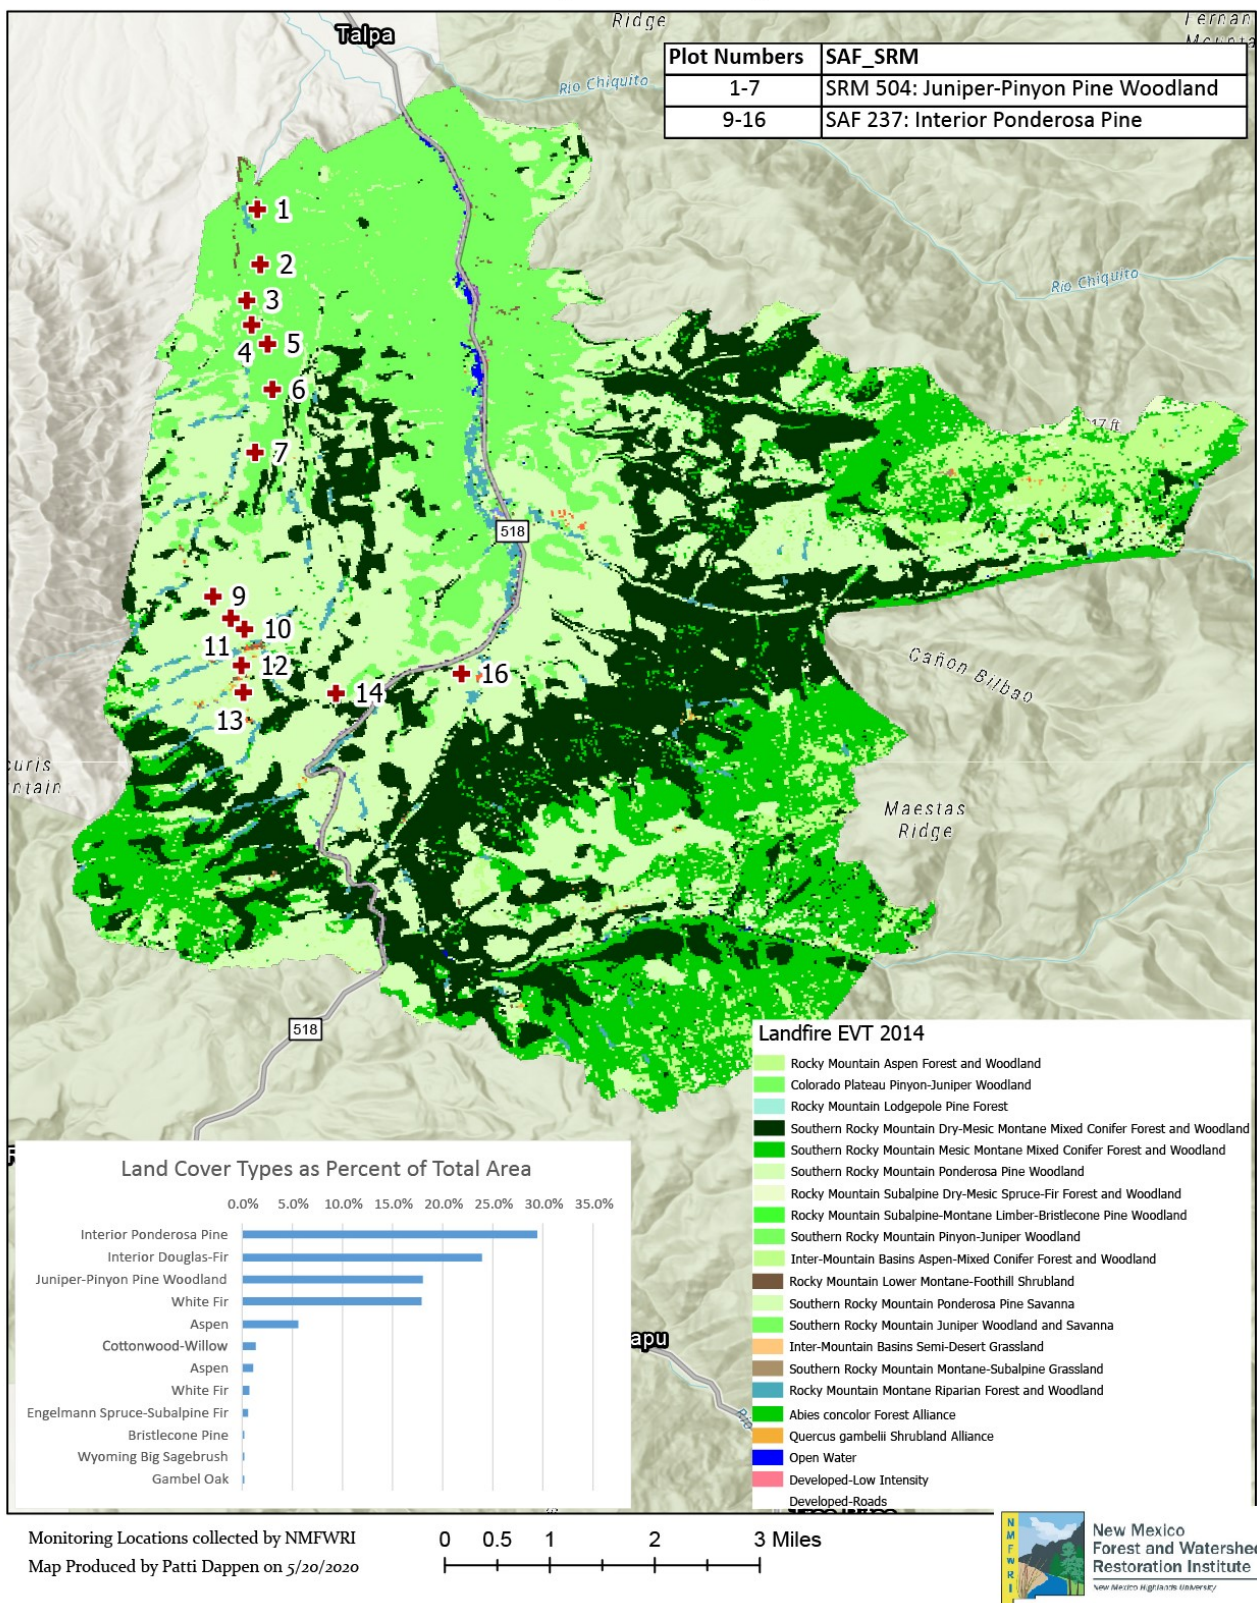 Talpa
Ridge
Rio Chiquito
Plot Numbers SAF_SRM
1-7 SRM 504: Juniper-Pinyon Pine Woodland
9-16 SAF 237: Interior Ponderosa Pine
1
2
3
4
5
6
7
Rio Chiquito
17 ft
518
9
10
11
12
13
14
16
Cañon Bilbao
Maestas
Ridge
518
Landfire EVT 2014
Rocky Mountain Aspen Forest and Woodland
Colorado Plateau Pinyon-Juniper Woodland
Rocky Mountain Lodgepole Pine Forest
Southern Rocky Mountain Dry-Mesic Montane Mixed Conifer Forest and Woodland
Southern Rocky Mountain Mesic Montane Mixed Conifer Forest and Woodland
Southern Rocky Mountain Ponderosa Pine Woodland
Rocky Mountain Subalpine Dry-Mesic Spruce-Fir Forest and Woodland
Rocky Mountain Subalpine-Montane Limber-Bristlecone Pine Woodland
Southern Rocky Mountain Pinyon-Juniper Woodland
Inter-Mountain Basins Aspen-Mixed Conifer Forest and Woodland
Rocky Mountain Lower Montane-Foothill Shrubland
Southern Rocky Mountain Ponderosa Pine Savanna
Southern Rocky Mountain Juniper Woodland and Savanna
Inter-Mountain Basins Semi-Desert Grassland
Southern Rocky Mountain Montane-Subalpine Grassland
Rocky Mountain Montane Riparian Forest and Woodland
Abies concolor Forest Alliance
Quercus gambelii Shrubland Alliance
Open Water
Developed-Low Intensity
Developed-Roads
Land Cover Types as Percent of Total Area
0.0% 5.0% 10.0% 15.0% 20.0% 25.0% 30.0% 35.0%
Interior Ponderosa Pine
Interior Douglas-Fir
Juniper-Pinyon Pine Woodland
White Fir
Aspen
Cottonwood-Willow
Aspen
White Fir
Engelmann Spruce-Subalpine Fir
Bristlecone Pine
Wyoming Big Sagebrush
Gambel Oak
apu
Monitoring Locations collected by NMFWRI
Map Produced by Patti Dappen on 5/20/2020
0 0.5 1 2 3 Miles
NMFWRI
New Mexico
Forest and Watershed
Restoration Institute
New Mexico Highlands University